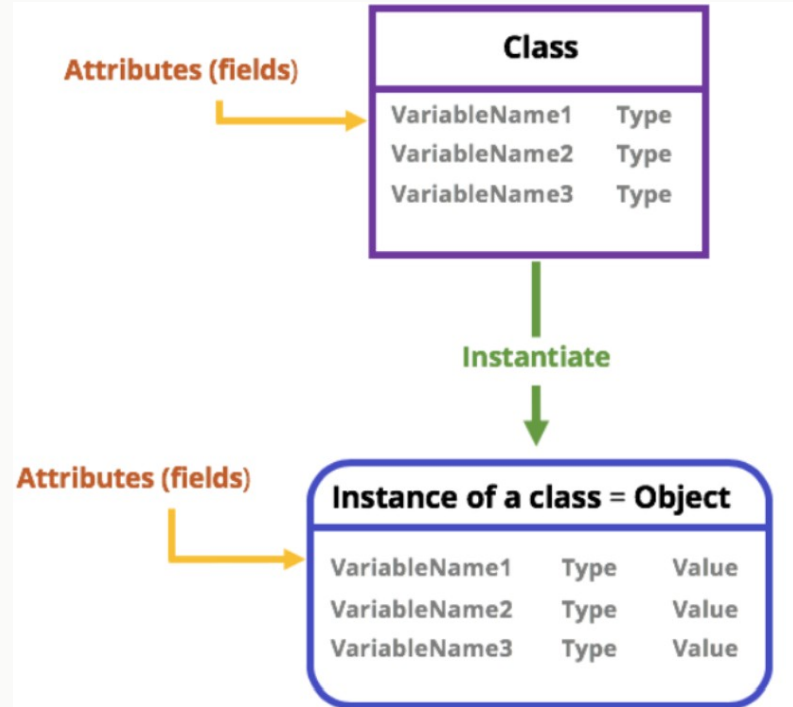 Class
Attributes (fields)
VariableName1 Type
VariableName2 Type
VariableName3 Type
Instantiate
Attributes (fields)
Instance of a class = Object
VariableName1 Type Value
VariableName2 Type Value
VariableName3 Type Value